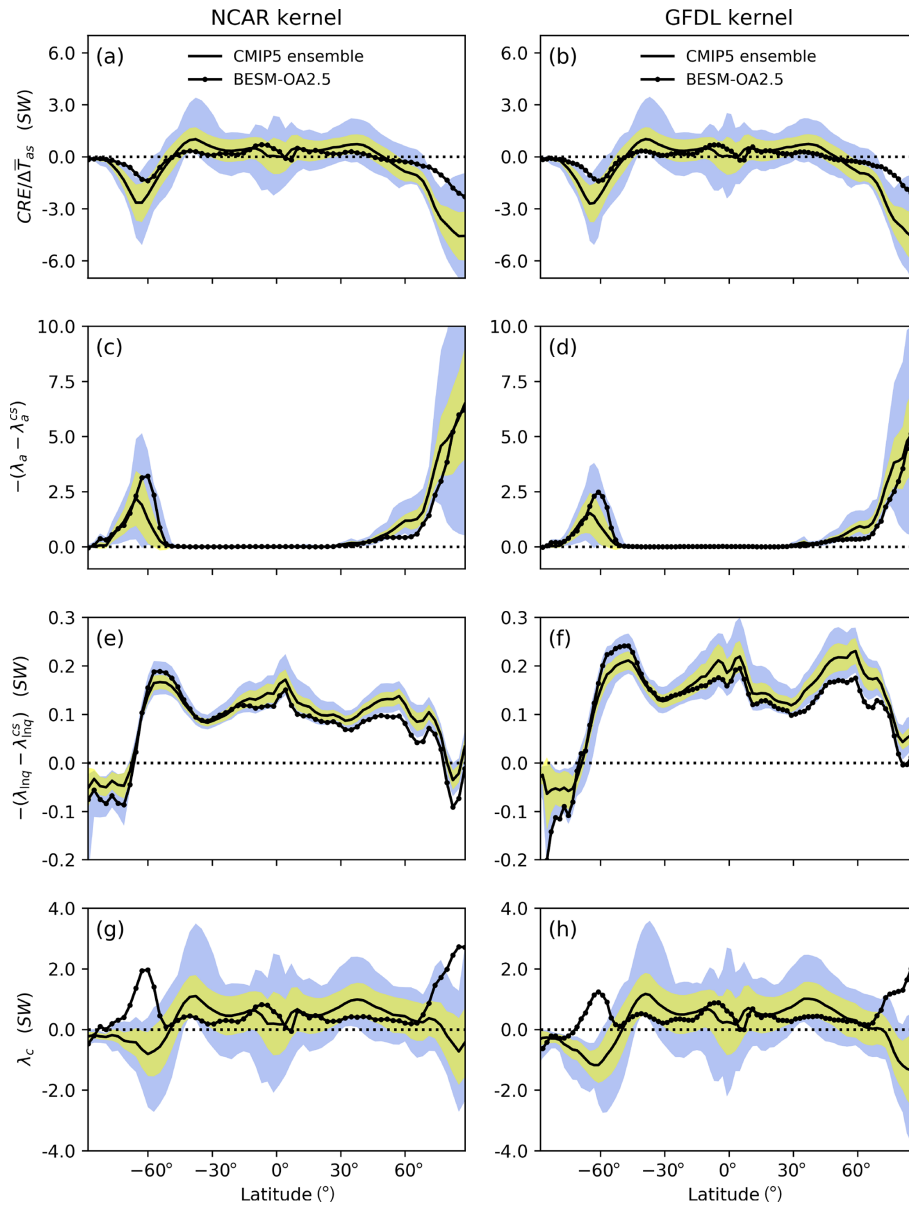 NCAR kernel
GFDL kernel
(a)
CMIP5 ensemble
BESM-OA2.5
6.0
3.0
0.0
-3.0
-6.0
CRE/ΔT̅as (SW)
(b)
CMIP5 ensemble
BESM-OA2.5
6.0
3.0
0.0
-3.0
-6.0
(c)
10.0
7.5
5.0
2.5
0.0
−(λa − λa^cs)
(d)
10.0
7.5
5.0
2.5
0.0
(e)
0.3
0.2
0.1
0.0
-0.1
-0.2
−(λlnq − λlnq^cs) (SW)
(f)
0.3
0.2
0.1
0.0
-0.1
-0.2
(g)
4.0
2.0
0.0
-2.0
-4.0
λc (SW)
−60° −30° 0° 30° 60°
Latitude (°)
(h)
4.0
2.0
0.0
-2.0
-4.0
−60° −30° 0° 30° 60°
Latitude (°)